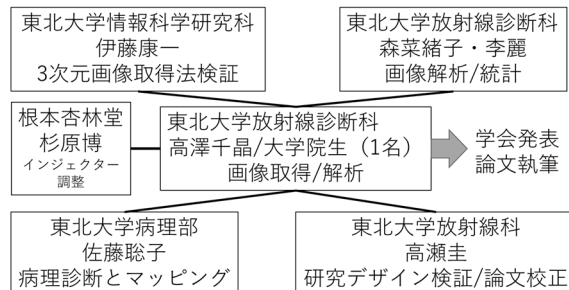 東北大学情報科学研究科
伊藤康一
3次元画像取得法検証
東北大学放射線診断科
森菜緒子・李麗
画像解析/統計
根本杏林堂
杉原博
インジェクター
調整
東北大学放射線診断科
高澤千晶/大学院生（1名）
画像取得/解析
学会発表
論文執筆
東北大学病理部
佐藤聡子
病理診断とマッピング
東北大学放射線科
高瀬圭
研究デザイン検証/論文校正